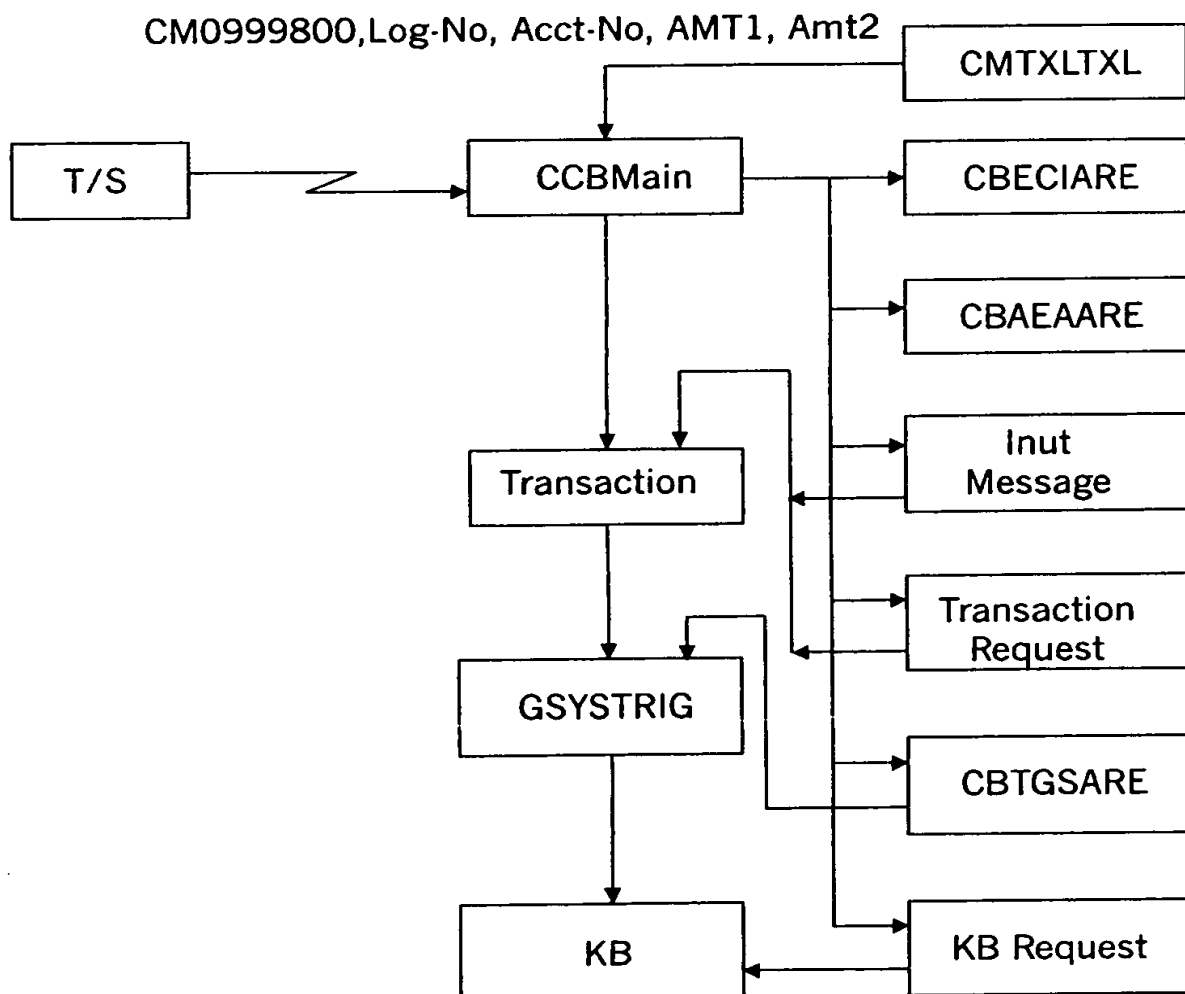 CM0999800,Log-No, Acct-No, AMT1, Amt2
CMTXLTXL
T/S
CCBMain
CBECIARE
CBAEAARE
Inut
Message
Transaction
Transaction
Request
GSYSTRIG
CBTGSARE
KB
KB Request